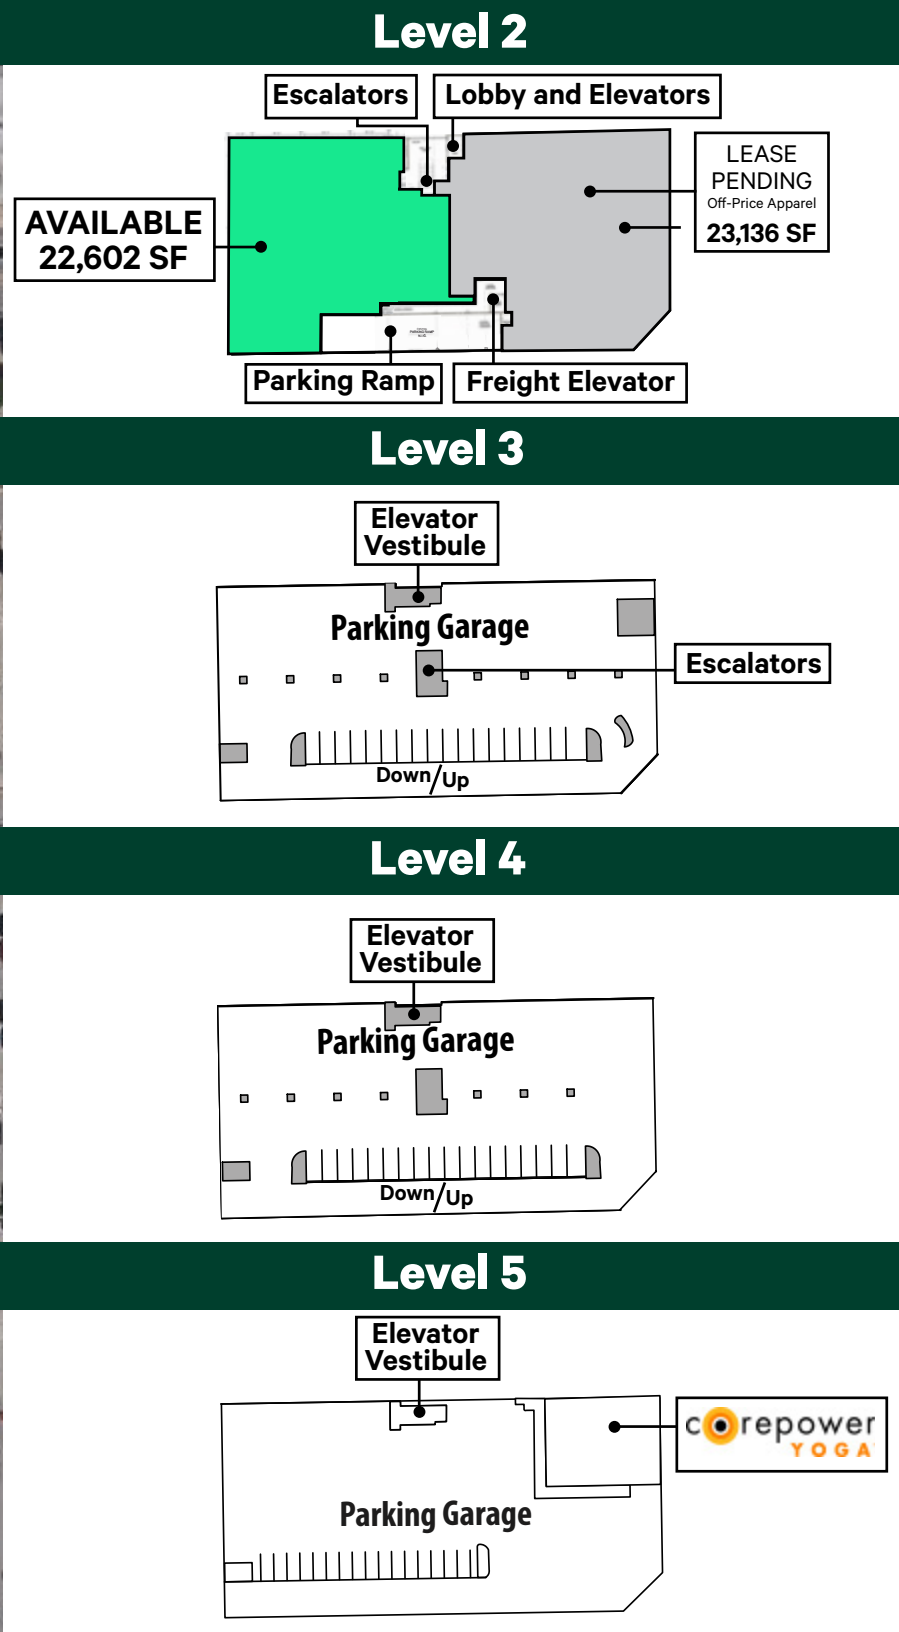 Level 2
Escalators
Lobby and Elevators
LEASE
PENDING
Off-Price Apparel
23,136 SF
AVAILABLE
22,602 SF
Parking Ramp
Freight Elevator
Level 3
Elevator
Vestibule
Parking Garage
Escalators
Down/Up
Level 4
Elevator
Vestibule
Parking Garage
Down/Up
Level 5
Elevator
Vestibule
corepower
YOGA
Parking Garage